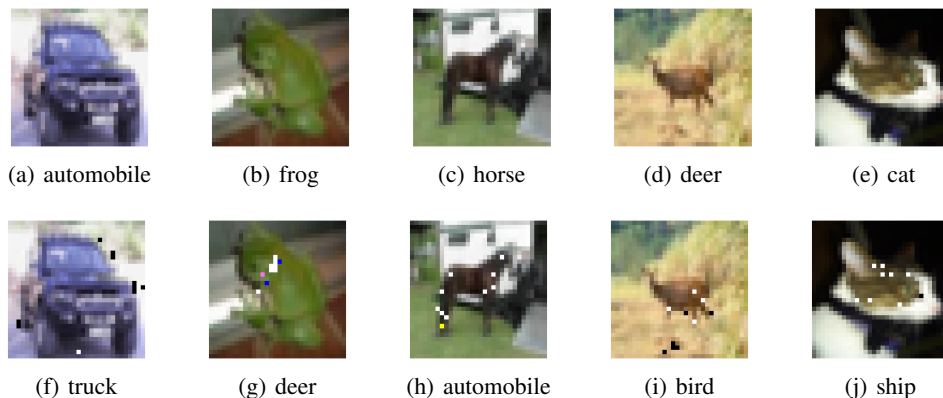 (a) automobile (b) frog (c) horse (d) deer (e) cat
(f) truck (g) deer (h) automobile (i) bird (j) ship